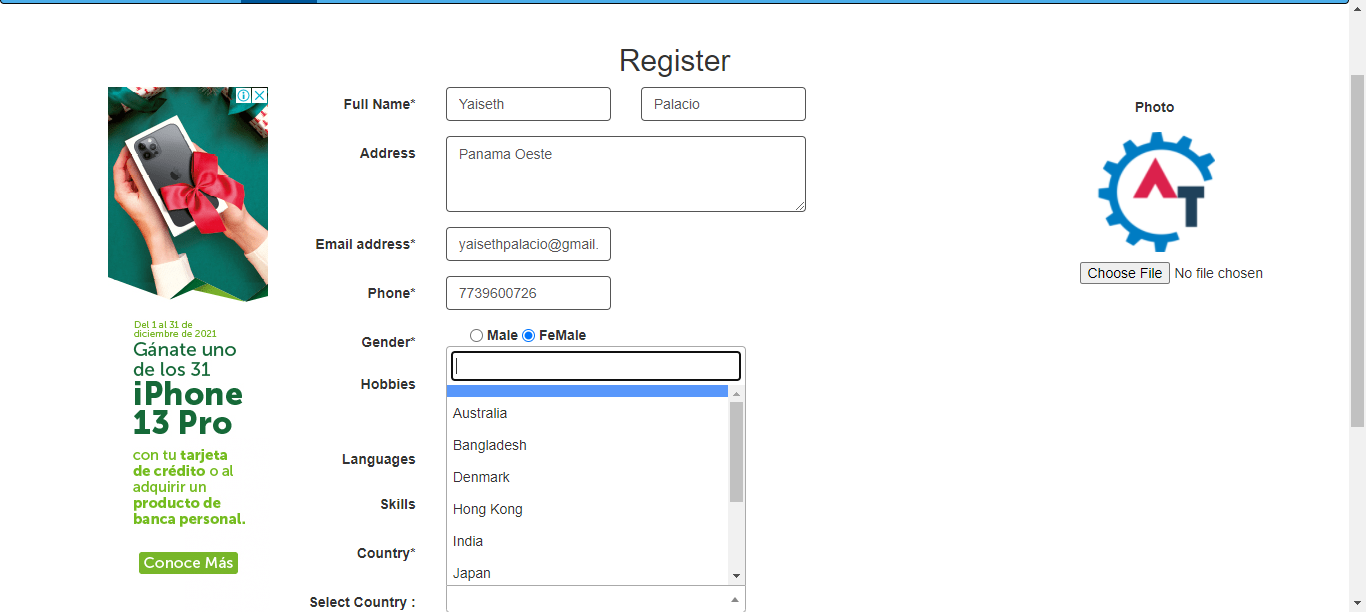 Register
Full Name*
Yaiseth
Palacio
Address
Panama Oeste
Email address*
yaisethpalacio@gmail.
Phone*
7739600726
Gender*
Male
FeMale
Hobbies
Languages
Skills
Country*
Select Country :
Australia
Bangladesh
Denmark
Hong Kong
India
Japan
Photo
AT
Choose File No file chosen
Del 1 al 31 de
diciembre de 2021
Gánate uno
de los 31
iPhone
13 Pro
con tu tarjeta
de crédito o al
adquirir un
producto de
banca personal.
Conoce Más